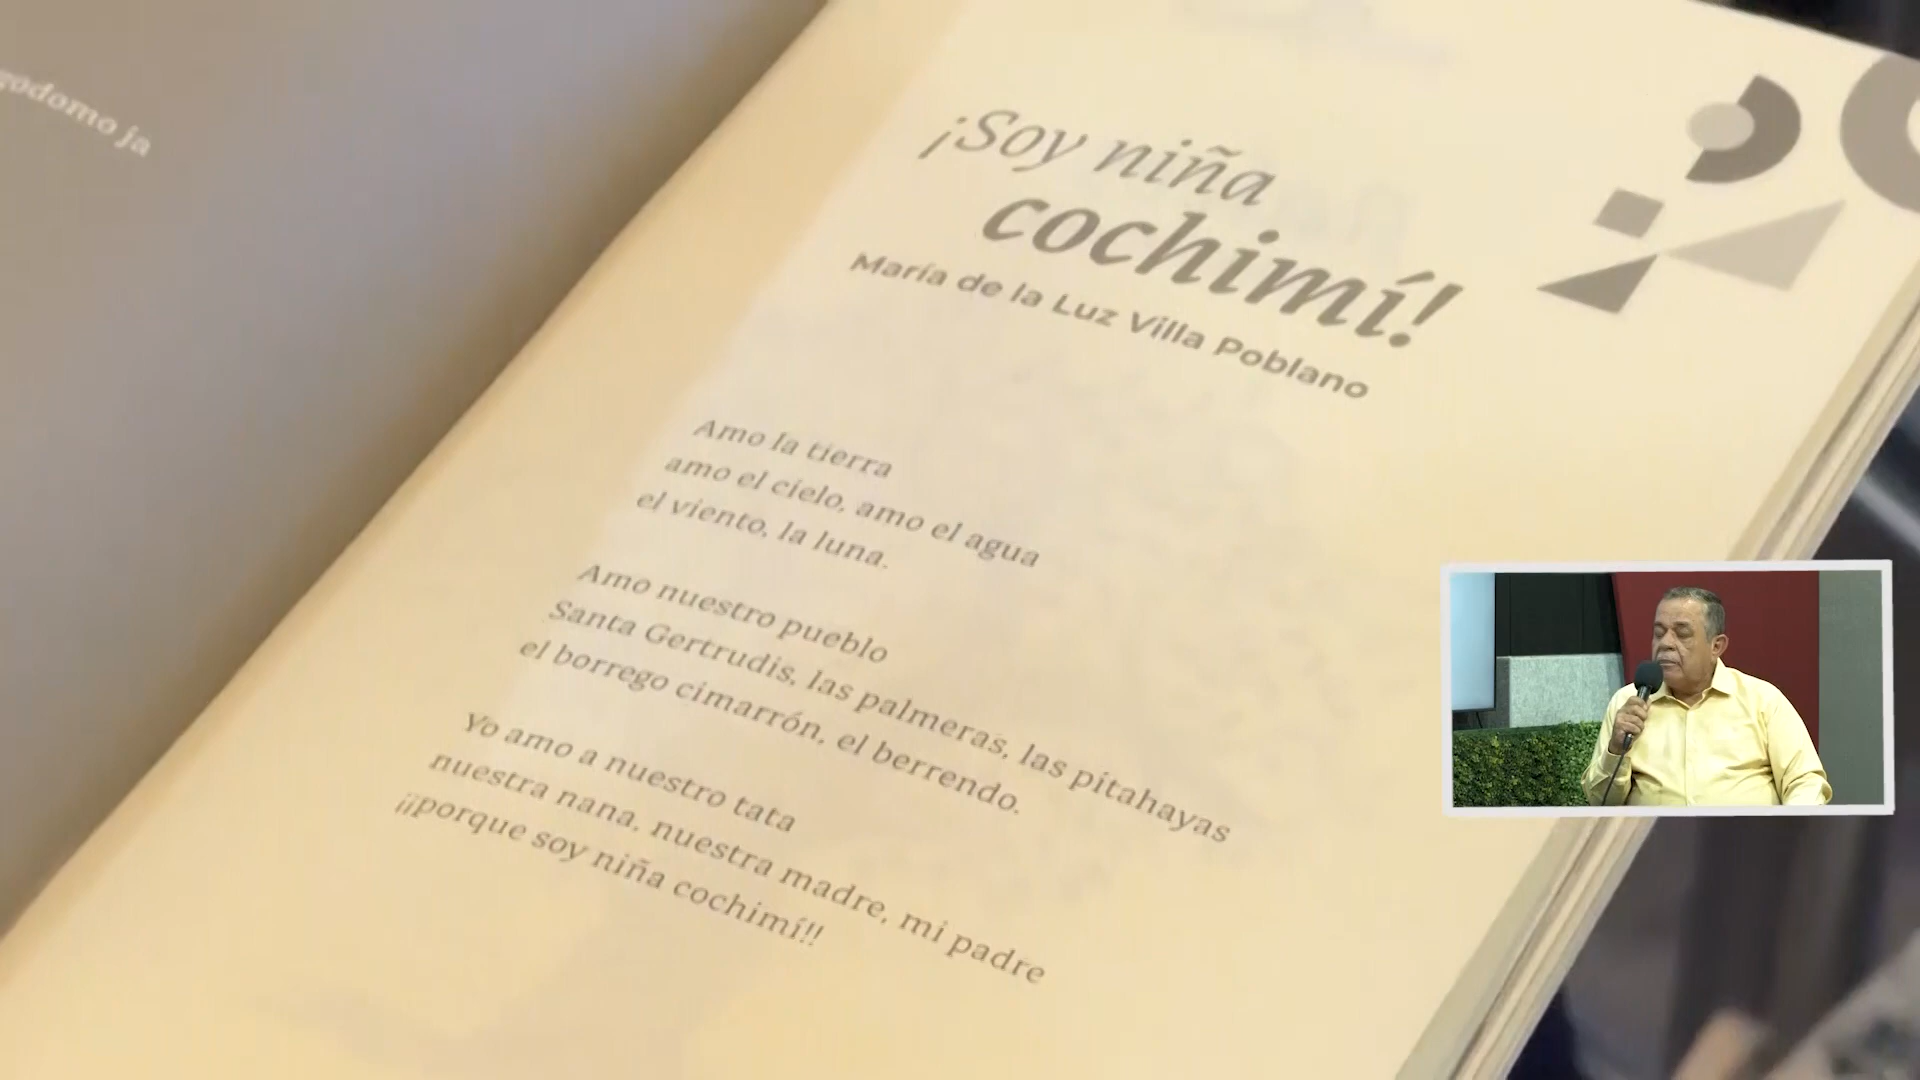 godomo ja
¡Soy niña
cochimí!
María de la Luz Villa Poblano
Amo la tierra
amo el cielo, amo el agua
el viento, la luna.
Amo nuestro pueblo
Santa Gertrudis, las palmeras, las pitahayas
el borrego cimarrón, el berrendo.
Yo amo a nuestro tata
nuestra nana, nuestra madre, mi padre
¡¡porque soy niña cochimí!!